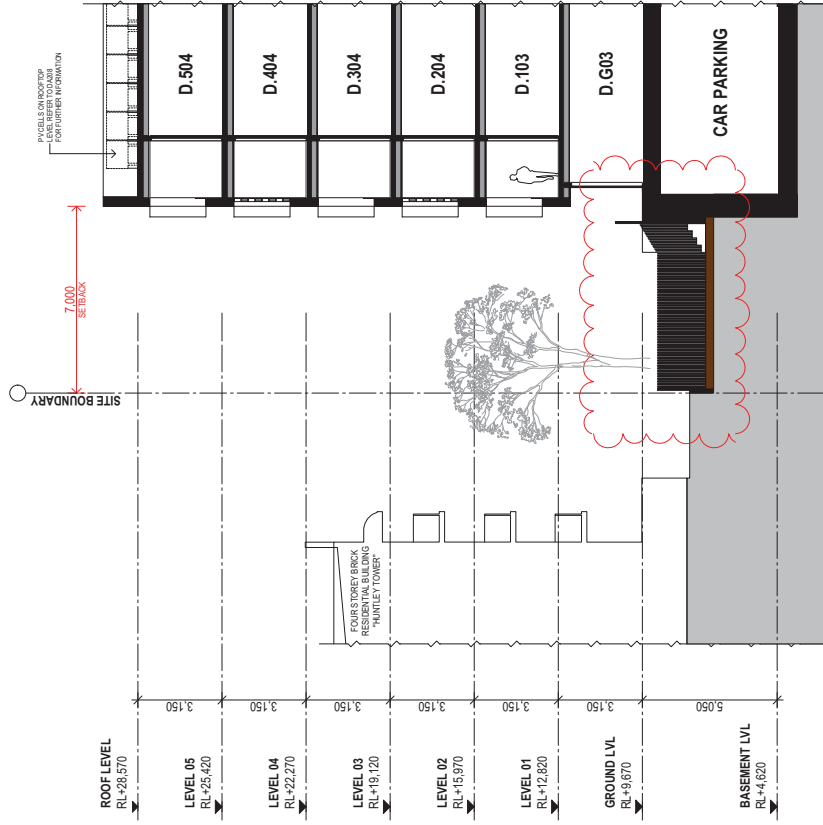 PV CELLS ON ROOFTOP
LEVEL REFER TO DA208
FOR FURTHER INFORMATION
D.504
D.404
D.304
D.204
D.103
D.G03
CAR PARKING
7,000
SETBACK
SITE BOUNDARY
FOUR STOREY BRICK
RESIDENTIAL BUILDING
"HUNTLEY TOWER"
3,150
3,150
3,150
3,150
3,150
3,150
5,050
ROOF LEVEL
RL+28,570
LEVEL 05
RL+25,420
LEVEL 04
RL+22,270
LEVEL 03
RL+19,120
LEVEL 02
RL+15,970
LEVEL 01
RL+12,820
GROUND LVL
RL+9,670
BASEMENT LVL
RL+4,620